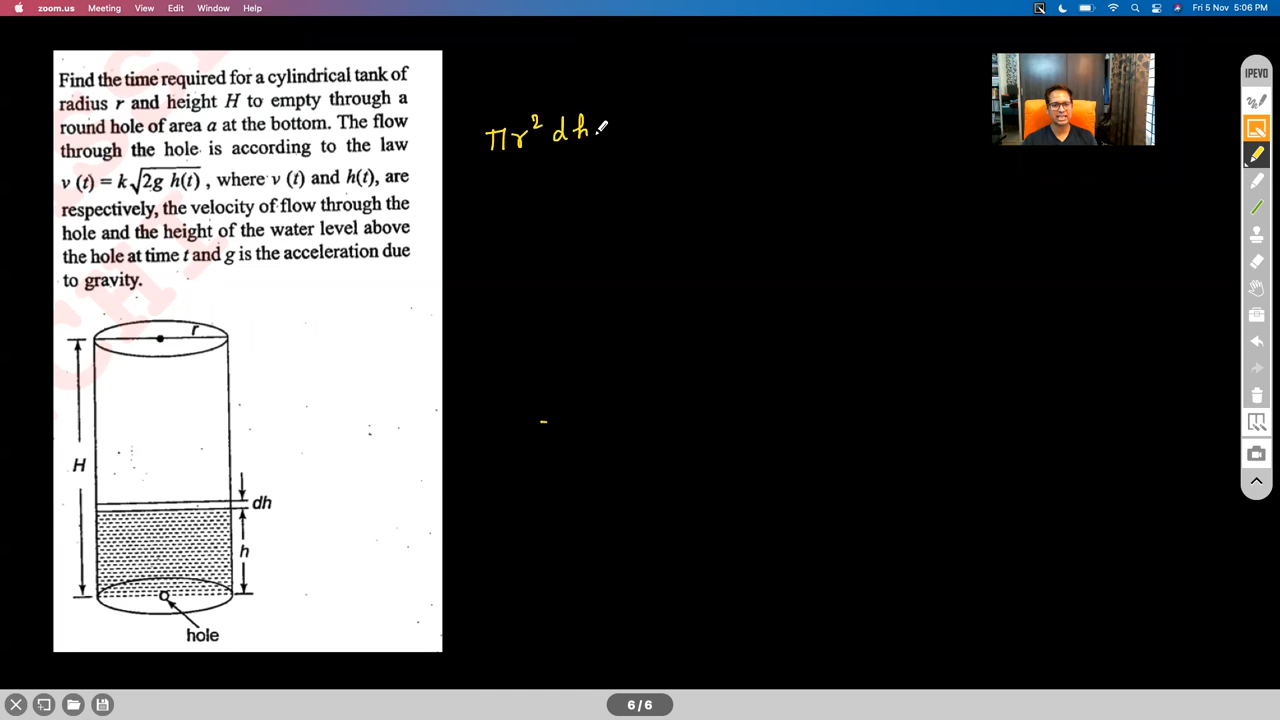 zoom.us Meeting View Edit Window Help Fri 5 Nov 5:06 PM
Find the time required for a cylindrical tank of
radius r and height H to empty through a
round hole of area a at the bottom. The flow
through the hole is according to the law
v (t) = k√2g h(t) , where v (t) and h(t), are
respectively, the velocity of flow through the
hole and the height of the water level above
the hole at time t and g is the acceleration due
to gravity.
πr² dh
IPEVO
r
H
dh
h
hole
6/6